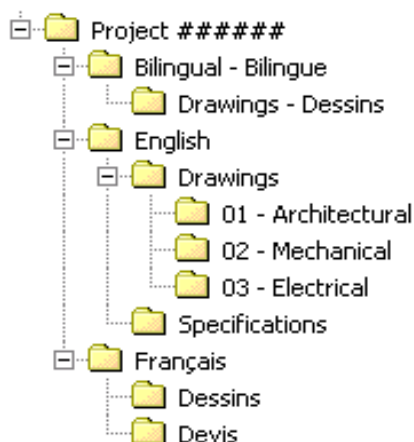 Project ######
Bilingual - Bilingue
Drawings - Dessins
English
Drawings
01 - Architectural
02 - Mechanical
03 - Electrical
Specifications
Français
Dessins
Devis